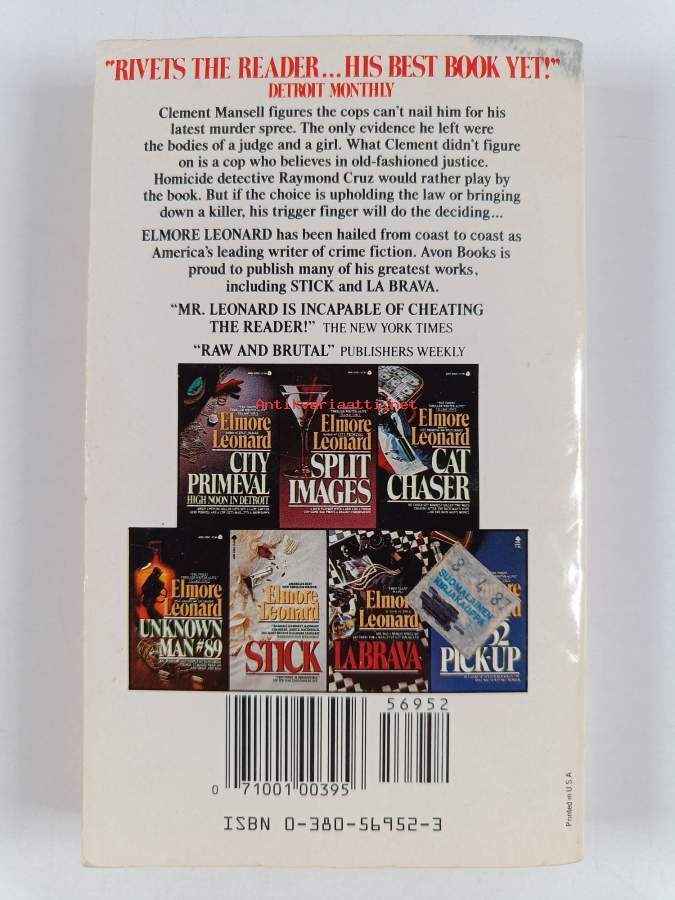 "RIVETS THE READER...HIS BEST BOOK YET!"
DETROIT MONTHLY
Clement Mansell figures the cops can't nail him for his
latest murder spree. The only evidence he left were
the bodies of a judge and a girl. What Clement didn't figure
on is a cop who believes in old-fashioned justice.
Homicide detective Raymond Cruz would rather play by
the book. But if the choice is upholding the law or bringing
down a killer, his trigger finger will do the deciding...
ELMORE LEONARD has been hailed from coast to coast as
America's leading writer of crime fiction. Avon Books is
proud to publish many of his greatest works,
including STICK and LA BRAVA.
"MR. LEONARD IS INCAPABLE OF CHEATING
THE READER!" THE NEW YORK TIMES
"RAW AND BRUTAL" PUBLISHERS WEEKLY
Antikvariaatti.net
Elmore
Leonard
CITY
PRIMEVAL
HIGH NOON IN DETROIT
Elmore
Leonard
SPLIT
IMAGES
Elmore
Leonard
CAT
CHASER
Elmore
Leonard
UNKNOWN
MAN #89
Elmore
Leonard
STICK
Elmore
Leonard
LABRAVA
SUOMALAINEN
KIRJAKAUPPA
PICK-UP
56952
0 71001 00395
ISBN 0-380-56952-3
Printed in U.S.A.